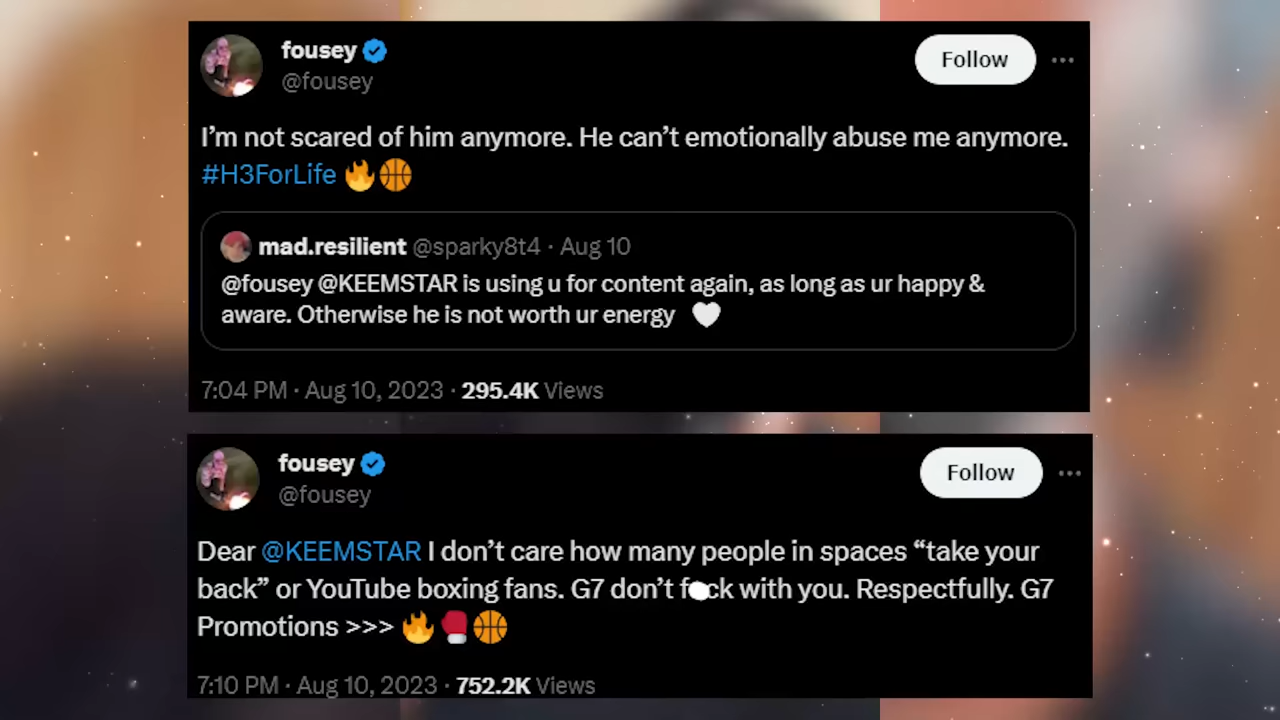 fousey
Follow
@fousey
I’m not scared of him anymore. He can’t emotionally abuse me anymore.
#H3ForLife 🔥🏀
mad.resilient @sparky8t4 · Aug 10
@fousey @KEEMSTAR is using u for content again, as long as ur happy &
aware. Otherwise he is not worth ur energy 🤍
7:04 PM · Aug 10, 2023 · 295.4K Views
fousey
Follow
@fousey
Dear @KEEMSTAR I don’t care how many people in spaces “take your
back” or YouTube boxing fans. G7 don’t with you. Respectfully. G7
Promotions >>> 🔥🥊🏀
7:10 PM · Aug 10, 2023 · 752.2K Views